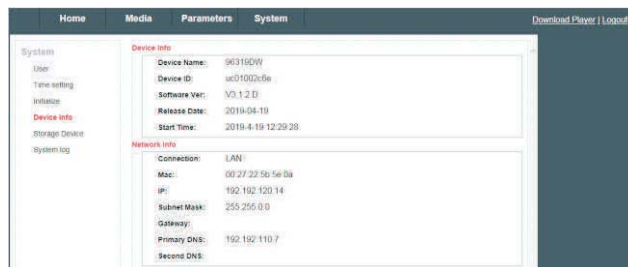 Home Media Parameters System Download Player | Logout
System
User
Time setting
Initialize
Device Info
Storage Device
System log
Device Info
Device Name: 96319DW
Device ID: uc01002c6e
Software Ver: V3.1.2.D
Release Date: 2019-04-19
Start Time: 2019-4-19 12:29:28
Network Info
Connection: LAN
Mac: 00:27:22:5b:5e:0a
IP: 192.192.120.14
Subnet Mask: 255.255.0.0
Gateway:
Primary DNS: 192.192.110.7
Second DNS: